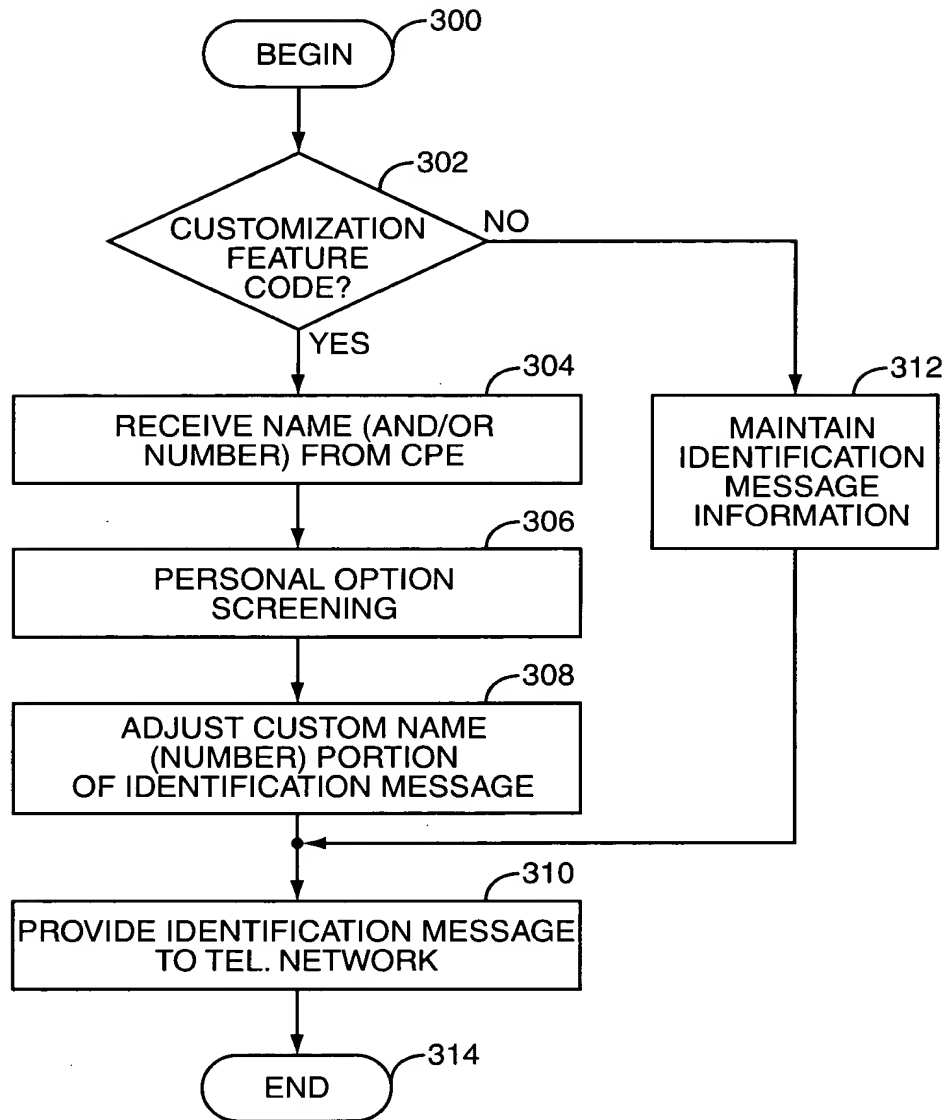 BEGIN
300
302
CUSTOMIZATION
FEATURE
CODE?
NO
YES
304
RECEIVE NAME (AND/OR
NUMBER) FROM CPE
312
MAINTAIN
IDENTIFICATION
MESSAGE
INFORMATION
306
PERSONAL OPTION
SCREENING
308
ADJUST CUSTOM NAME
(NUMBER) PORTION
OF IDENTIFICATION MESSAGE
310
PROVIDE IDENTIFICATION MESSAGE
TO TEL. NETWORK
END
314